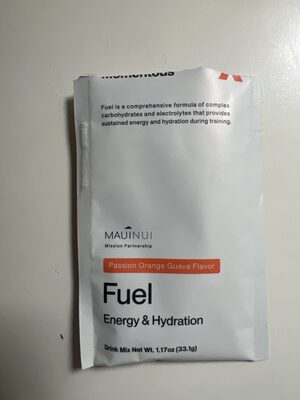 Momentous
Fuel is a comprehensive formula of complex
carbohydrates and electrolytes that provides
sustained energy and hydration during training.
MAUINUI
Mission Partnership
Passion Orange Guava Flavor
Fuel
Energy & Hydration
Drink Mix Net Wt. 1.17oz (33.1g)